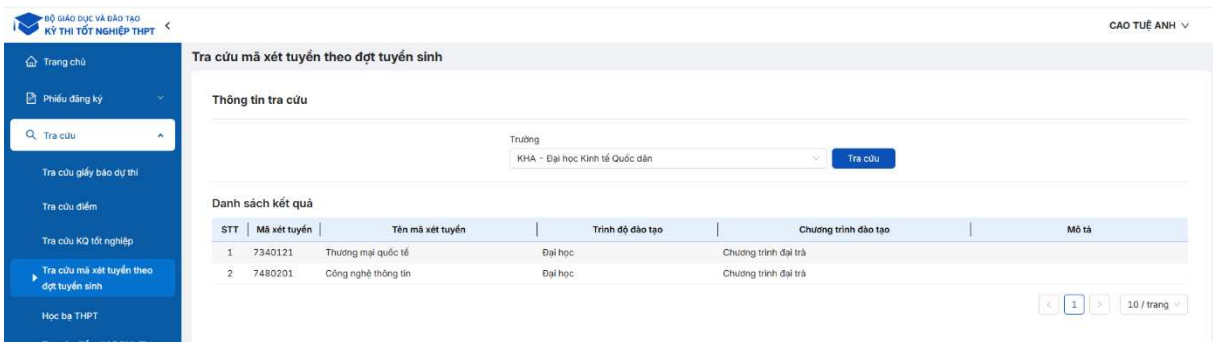 BỘ GIÁO DỤC VÀ ĐÀO TẠO
KỲ THI TỐT NGHIỆP THPT
CAO TUỆ ANH
Trang chủ
Phiếu đăng ký
Tra cứu
Tra cứu giấy báo dự thi
Tra cứu điểm
Tra cứu KQ tốt nghiệp
Tra cứu mã xét tuyển theo
đợt tuyển sinh
Học bạ THPT
Tra cứu mã xét tuyển theo đợt tuyển sinh
Thông tin tra cứu
Trường
KHA - Đại học Kinh tế Quốc dân Tra cứu
Danh sách kết quả
STT Mã xét tuyển Tên mã xét tuyển Trình độ đào tạo Chương trình đào tạo Mô tả
1 7340121 Thương mại quốc tế Đại học Chương trình đại trà
2 7480201 Công nghệ thông tin Đại học Chương trình đại trà
< 1 > 10 / trang